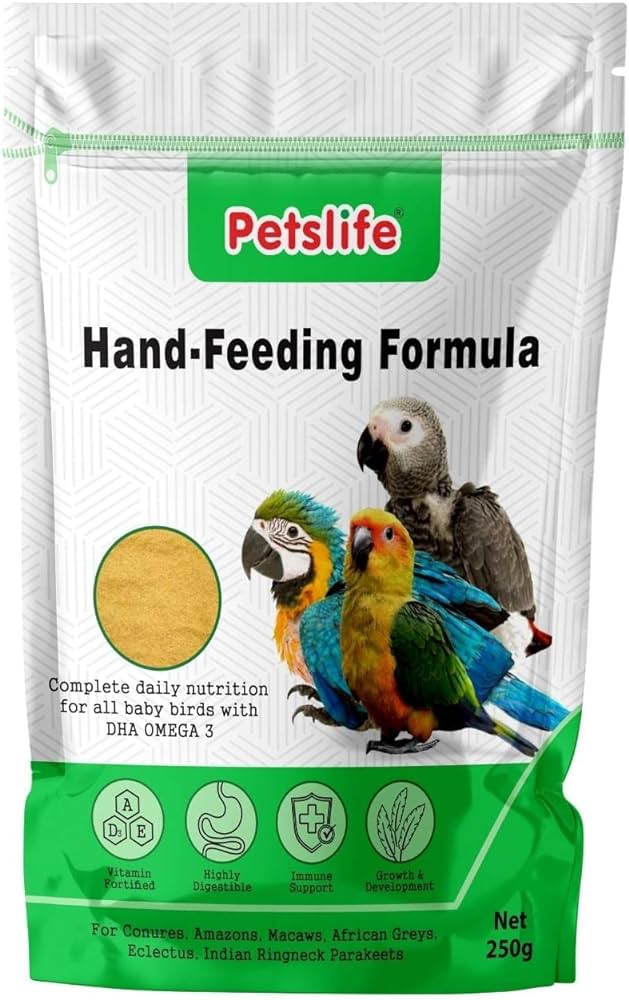 Petslife®
Hand-Feeding Formula
Complete daily nutrition
for all baby birds with
DHA OMEGA 3
A
D3 E
Vitamin
Fortified
Highly
Digestible
Immune
Support
Growth &
Development
For Conures, Amazons, Macaws, African Greys,
Eclectus, Indian Ringneck Parakeets
Net
250g